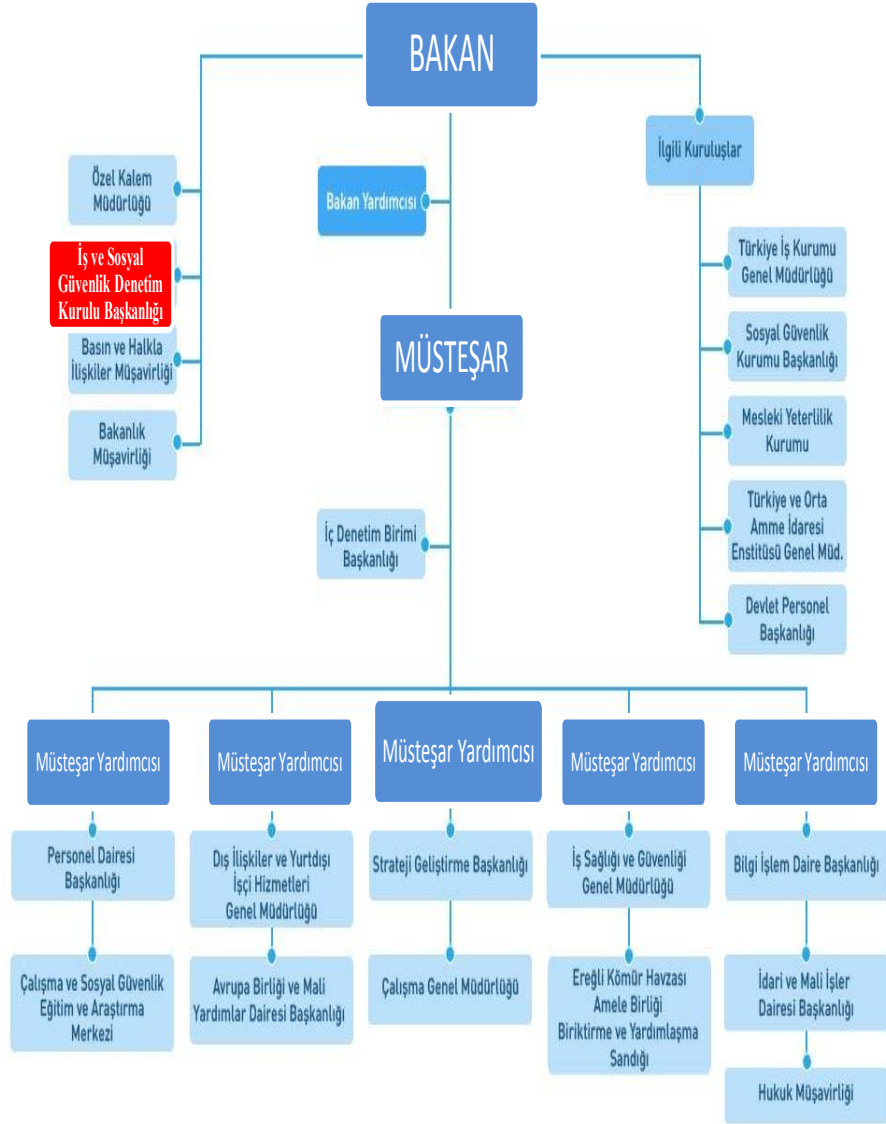 BAKAN
Özel Kalem
Müdürlüğü
İş ve Sosyal
Güvenlik Denetim
Kurulu Başkanlığı
Basın ve Halkla
İlişkiler Müşavirliği
Bakanlık
Müşavirliği
Bakan Yardımcısı
MÜSTEŞAR
İç Denetim Birimi
Başkanlığı
İlgili Kuruluşlar
Türkiye İş Kurumu
Genel Müdürlüğü
Sosyal Güvenlik
Kurumu Başkanlığı
Mesleki Yeterlilik
Kurumu
Türkiye ve Orta
Amme İdaresi
Enstitüsü Genel Müd.
Devlet Personel
Başkanlığı
Müsteşar Yardımcısı
Personel Dairesi
Başkanlığı
Çalışma ve Sosyal Güvenlik
Eğitim ve Araştırma
Merkezi
Müsteşar Yardımcısı
Dış İlişkiler ve Yurtdışı
İşçi Hizmetleri
Genel Müdürlüğü
Avrupa Birliği ve Mali
Yardımlar Dairesi Başkanlığı
Müsteşar Yardımcısı
Strateji Geliştirme Başkanlığı
Çalışma Genel Müdürlüğü
Müsteşar Yardımcısı
İş Sağlığı ve Güvenliği
Genel Müdürlüğü
Ereğli Kömür Havzası
Amele Birliği
Biriktirme ve Yardımlaşma
Sandığı
Müsteşar Yardımcısı
Bilgi İşlem Daire Başkanlığı
İdari ve Mali İşler
Dairesi Başkanlığı
Hukuk Müşavirliği